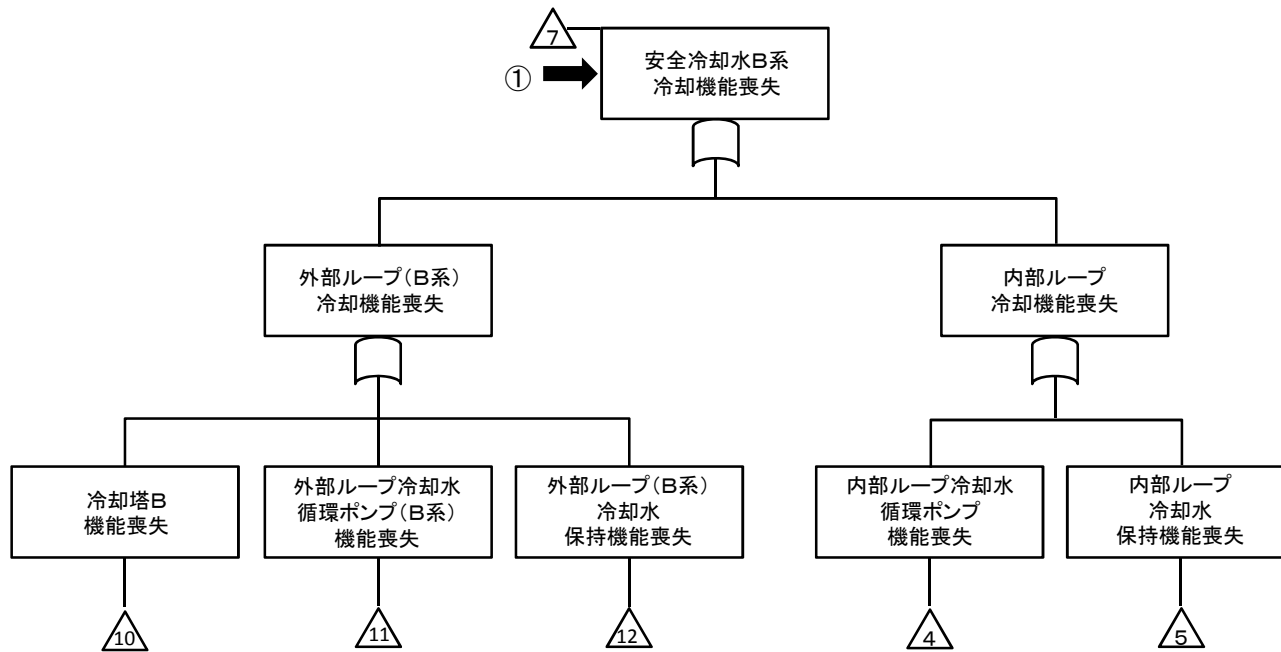 7
①
安全冷却水B系
冷却機能喪失
外部ループ(B系)
冷却機能喪失
内部ループ
冷却機能喪失
冷却塔B
機能喪失
外部ループ冷却水
循環ポンプ(B系)
機能喪失
外部ループ(B系)
冷却水
保持機能喪失
内部ループ冷却水
循環ポンプ
機能喪失
内部ループ
冷却水
保持機能喪失
10
11
12
4
5